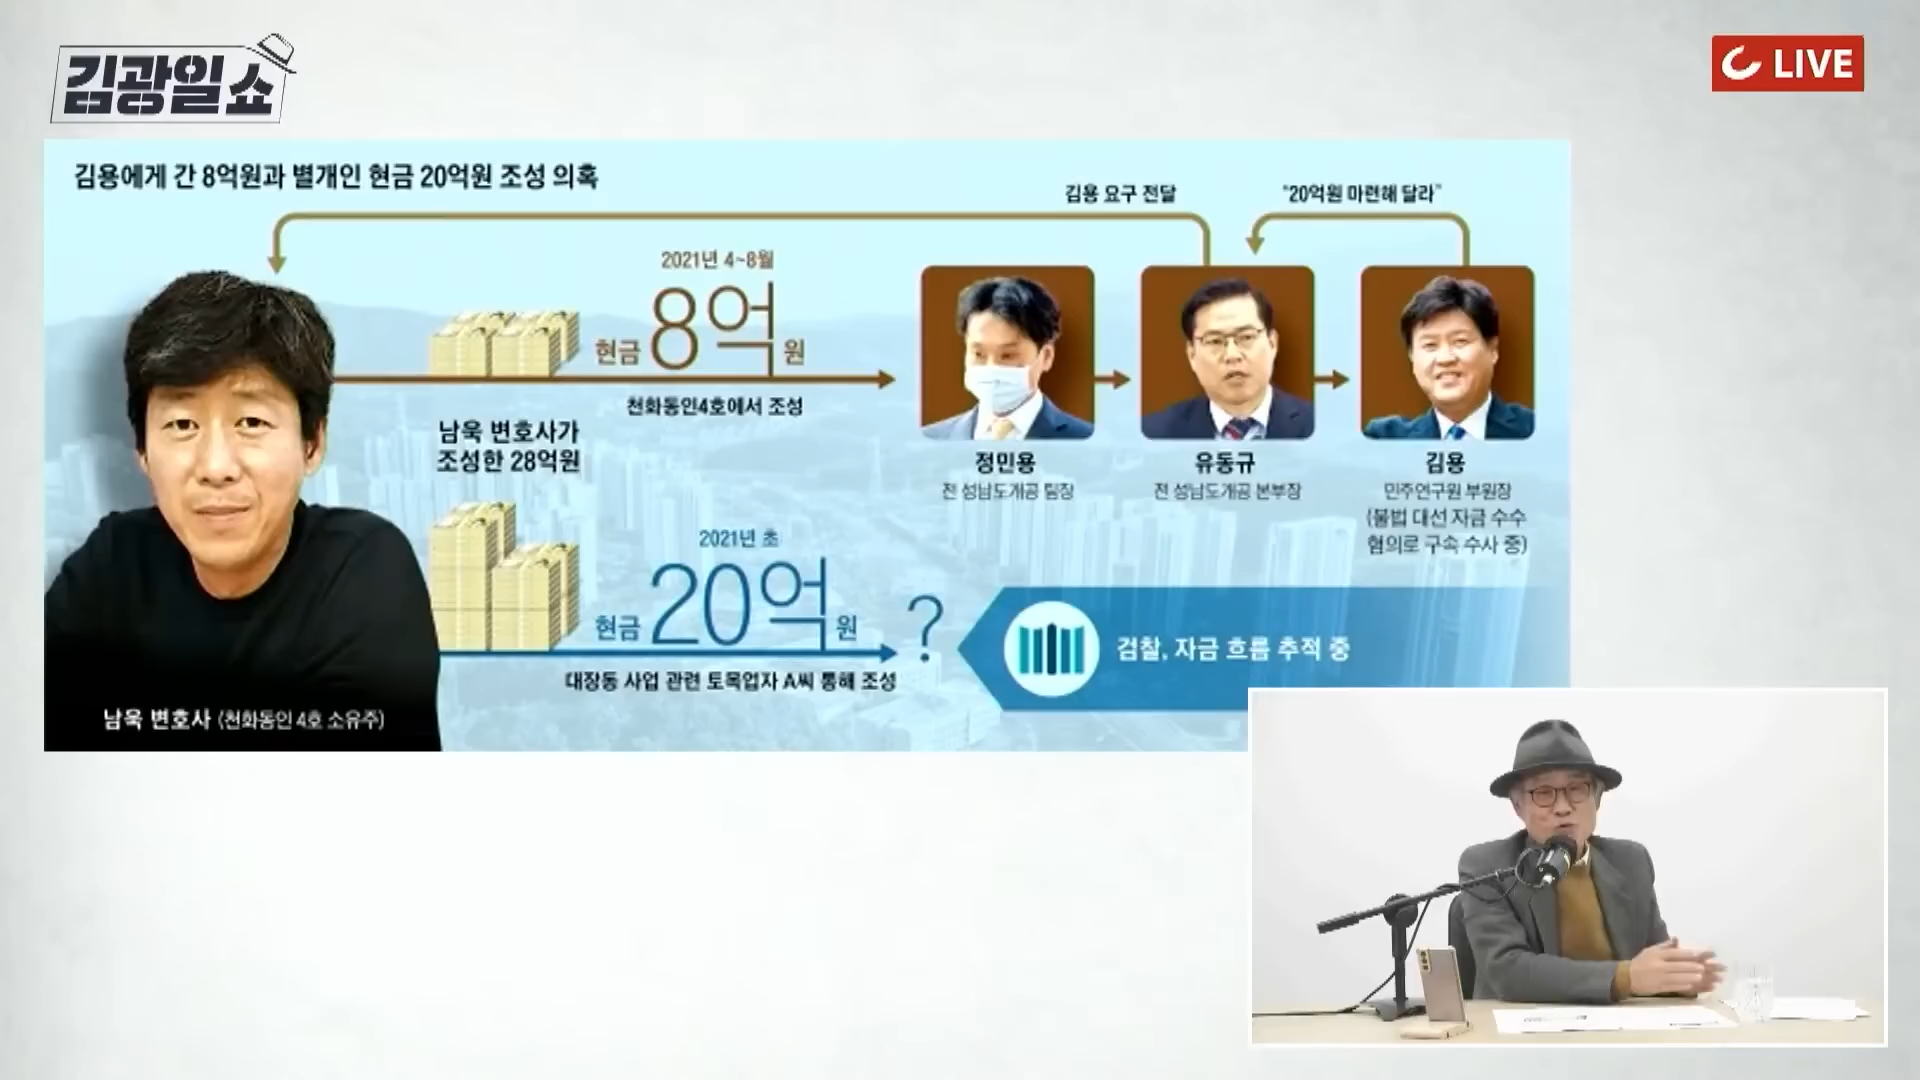 김광일쇼
LIVE
김용에게 간 8억원과 별개인 현금 20억원 조성 의혹
김용 요구 전달
“20억원 마련해 달라”
2021년 4~8월
현금 8억 원
천화동인4호에서 조성
남욱 변호사가
조성한 28억원
정민용
전 성남도개공 팀장
유동규
전 성남도개공 본부장
김용
민주연구원 부원장
(불법 대선 자금 수수
혐의로 구속 수사 중)
2021년 초
현금 20억 원
?
대장동 사업 관련 토목업자 A씨 통해 조성
검찰, 자금 흐름 추적 중
남욱 변호사 (천화동인 4호 소유주)